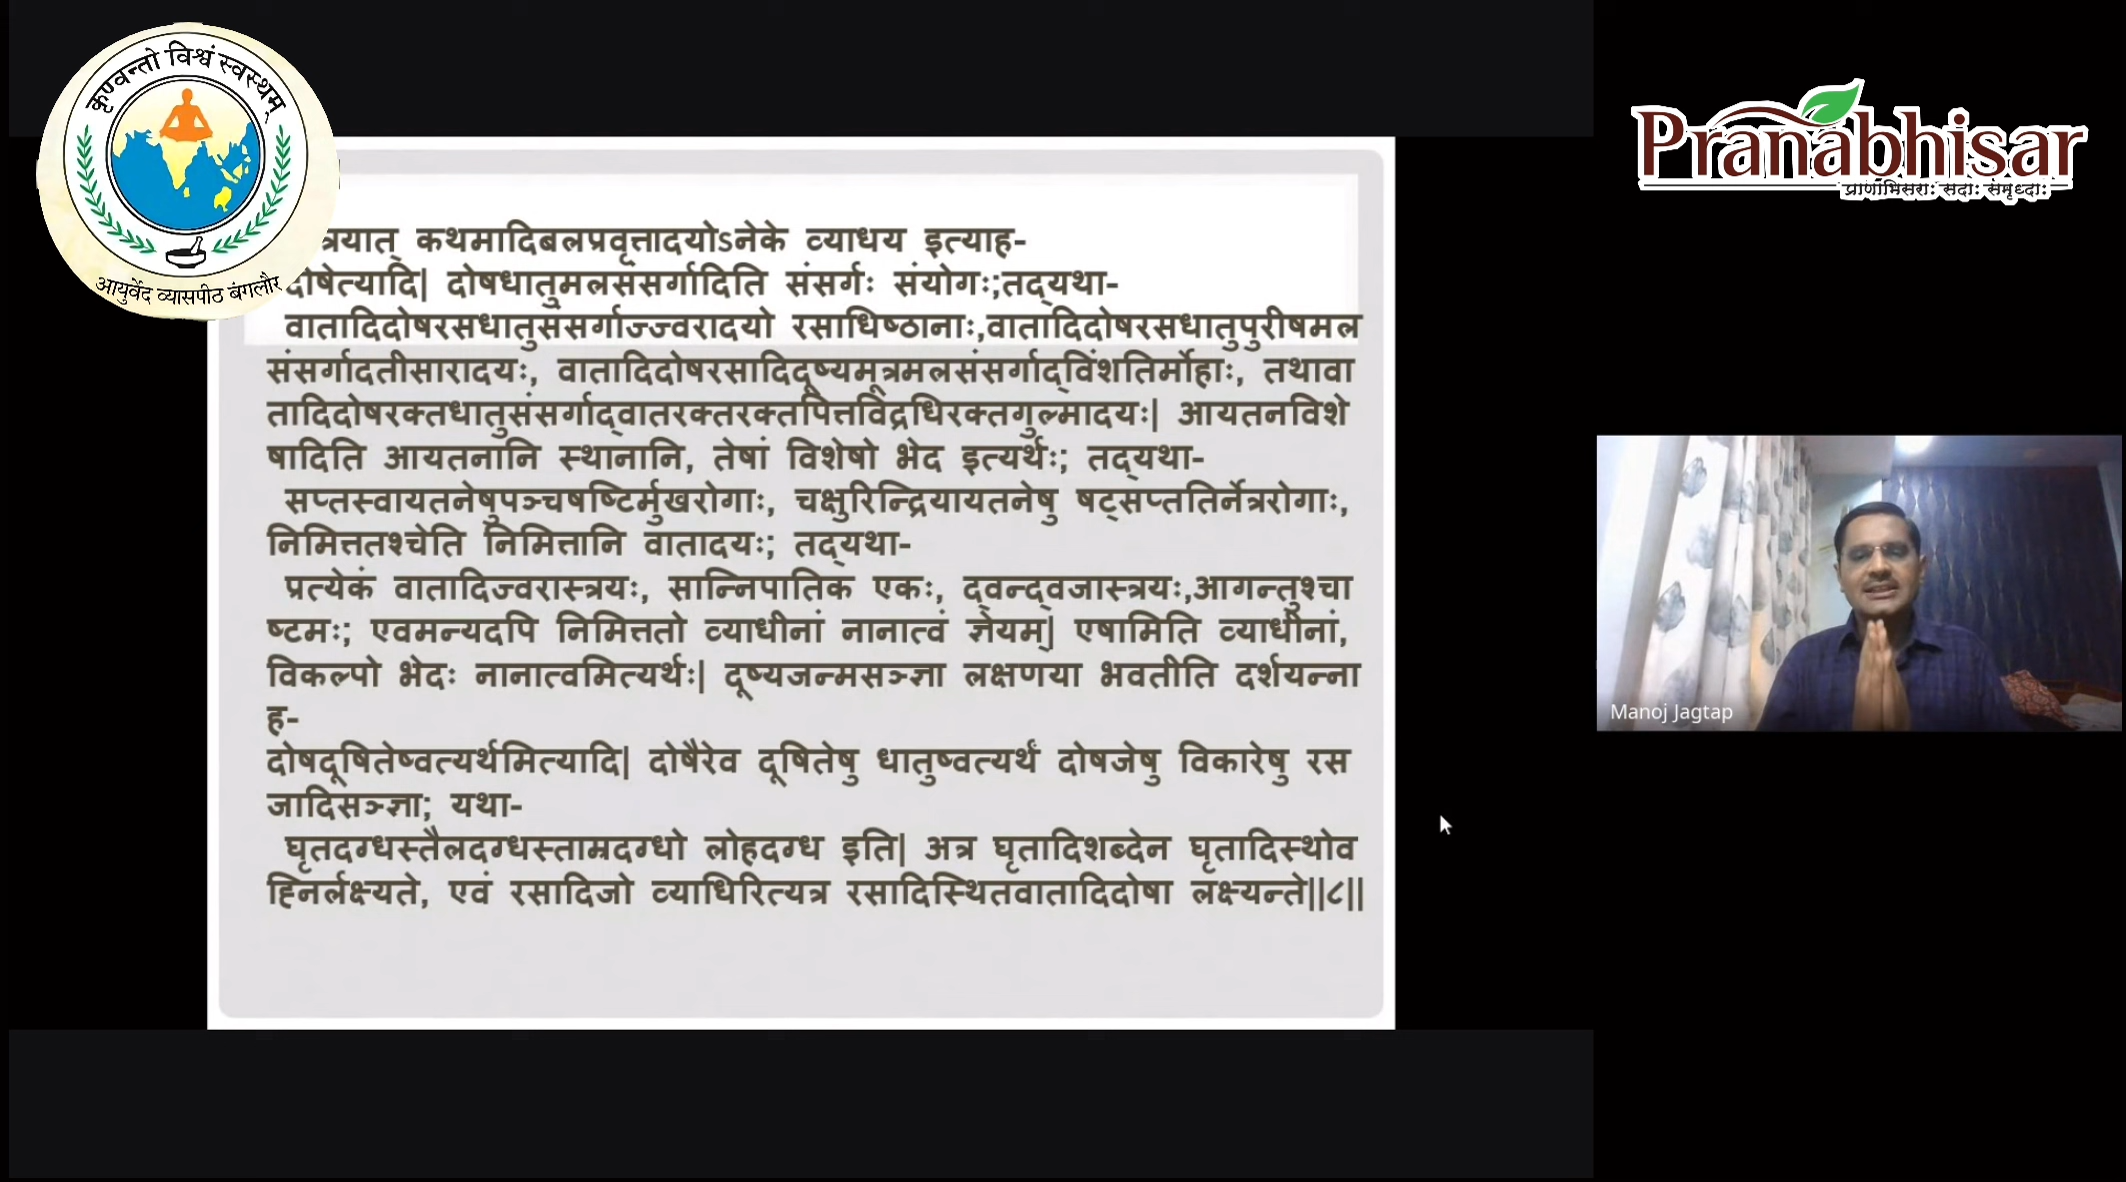 कृण्वन्तो विश्वं स्वस्थम्
आयुर्वेद व्यासपीठ बंगलौर
Pranabhisar
प्राणाभिसराः सदाः संमृध्दाः
त्रयात् कथमादिबलप्रवृत्तादयोऽनेके व्याधय इत्याह-
दोषेत्यादि| दोषधातुमलसंसर्गादिति संसर्गः संयोगः;तद्यथा-
वातादिदोषरसधातुसंसर्गाज्ज्वरादयो रसाधिष्ठानाः,वातादिदोषरसधातुपुरीषमल
संसर्गादतीसारादयः, वातादिदोषरसादिदूष्यमूत्रमलसंसर्गाद्विंशतिर्मोहाः, तथावा
तादिदोषरक्तधातुसंसर्गाद्वातरक्तरक्तपित्तविद्रधिरक्तगुल्मादयः| आयतनविशे
षादिति आयतनानि स्थानानि, तेषां विशेषो भेद इत्यर्थः; तद्यथा-
सप्तस्वायतनेषुपञ्चषष्टिर्मुखरोगाः, चक्षुरिन्द्रियायतनेषु षट्सप्ततिर्नेत्ररोगाः,
निमित्ततश्चेति निमित्तानि वातादयः; तद्यथा-
प्रत्येकं वातादिज्वरास्त्रयः, सान्निपातिक एकः, द्वन्द्वजास्त्रयः,आगन्तुश्चा
ष्टमः; एवमन्यदपि निमित्ततो व्याधीनां नानात्वं ज्ञेयम्| एषामिति व्याधीनां,
विकल्पो भेदः नानात्वमित्यर्थः| दूष्यजन्मसञ्ज्ञा लक्षणया भवतीति दर्शयन्ना
ह-
दोषदूषितेष्वत्यर्थमित्यादि| दोषैरेव दूषितेषु धातुष्वत्यर्थं दोषजेषु विकारेषु रस
जादिसञ्ज्ञा; यथा-
घृतदग्धस्तैलदग्धस्ताम्रदग्धो लोहदग्ध इति| अत्र घृतादिशब्देन घृतादिस्थोव
ह्निर्लक्ष्यते, एवं रसादिजो व्याधिरित्यत्र रसादिस्थितवातादिदोषा लक्ष्यन्ते||८||
Manoj Jagtap